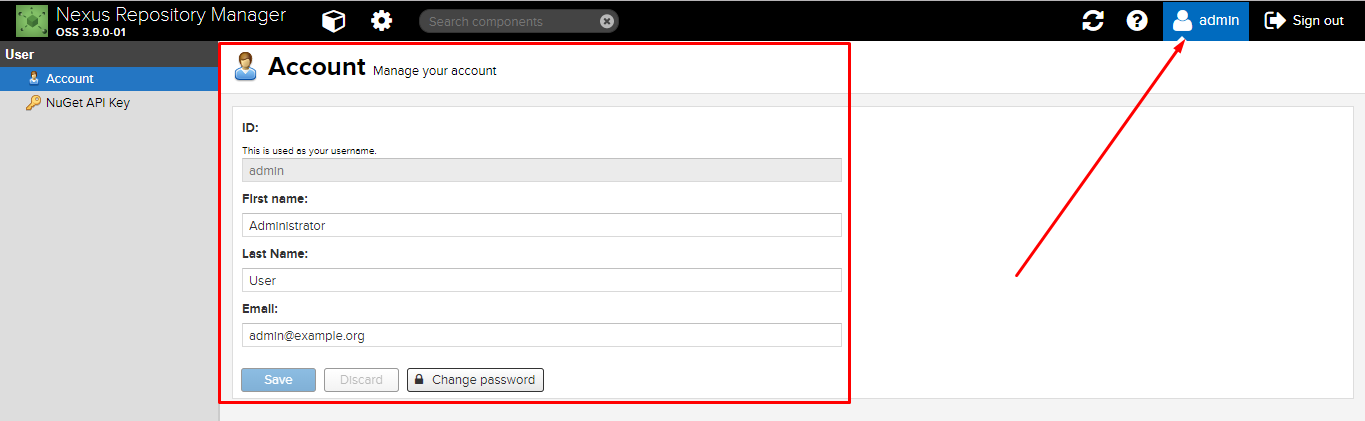 Nexus Repository Manager
OSS 3.9.0-01
Search components
admin
Sign out
User
Account
NuGet API Key
Account Manage your account
ID:
This is used as your username.
admin
First name:
Administrator
Last Name:
User
Email:
admin@example.org
Save
Discard
Change password